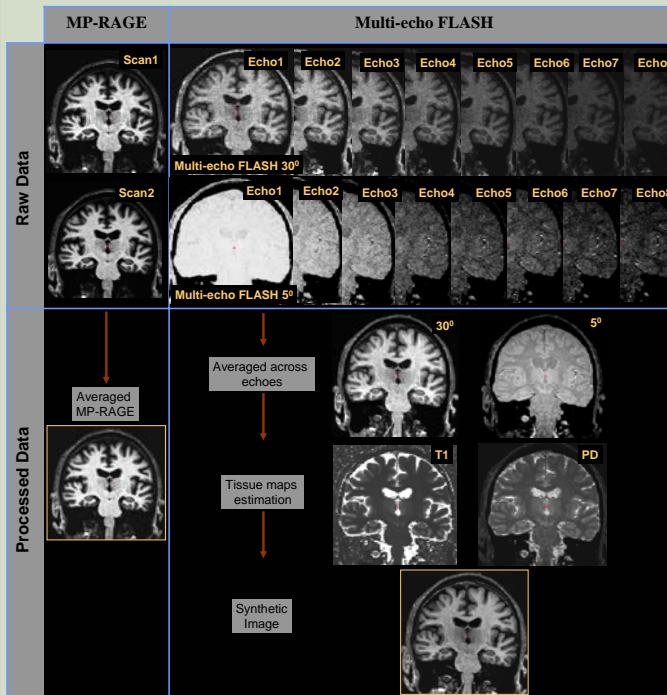 MP-RAGE
Multi-echo FLASH
Raw Data
Scan1
Echo1
Echo2
Echo3
Echo4
Echo5
Echo6
Echo7
Echo
Multi-echo FLASH 30⁰
Scan2
Echo1
Echo2
Echo3
Echo4
Echo5
Echo6
Echo7
Echo8
Multi-echo FLASH 5⁰
Processed Data
Averaged
MP-RAGE
Averaged across
echoes
30⁰
5⁰
Tissue maps
estimation
T1
PD
Synthetic
Image